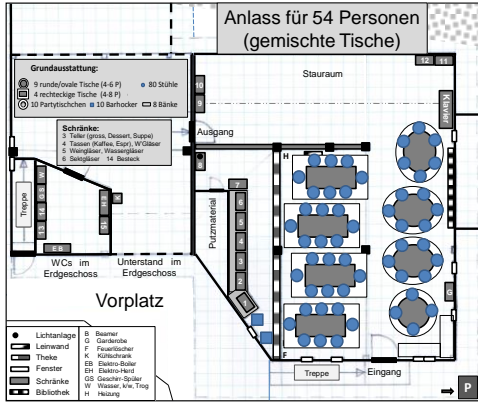 Anlass für 54 Personen
(gemischte Tische)
Grundausstattung:
9 runde/ovale Tische (4-6 P)
80 Stühle
4 rechteckige Tische (4-8 P)
10 Partytischchen
10 Barhocker
8 Bänke
Schränke:
3 Teller (gross, Dessert, Suppe)
4 Tassen (Kaffee, Espr), W'Gläser
5 Weingläser, Wassergläser
6 Sektgläser 14 Besteck
Stauraum
12
11
10
9
Klavier
Ausgang
8
H
Treppe
W
GS
14
13
K
EH
15
EB
WCs im
Erdgeschoss
Unterstand im
Erdgeschoss
Putzmaterial
7
6
5
4
3
2
1
G
Vorplatz
F
Treppe
Eingang
P
Lichtanlage
Leinwand
Theke
Fenster
Schränke
Bibliothek
B Beamer
G Garderobe
F Feuerlöscher
K Kühlschrank
EB Elektro-Boiler
EH Elektro-Herd
GS Geschirr-Spüler
W Wasser, k/w, Trog
H Heizung